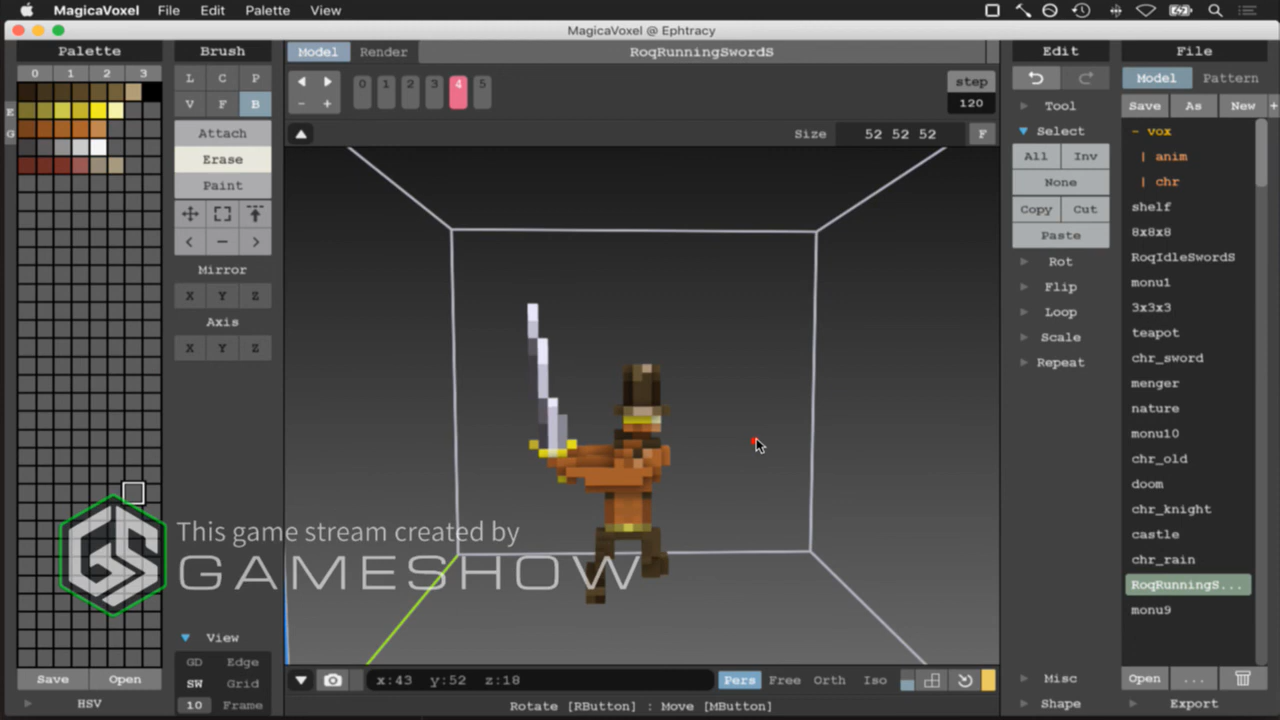 MagicaVoxel File Edit Palette View
MagicaVoxel @ Ephtracy
Palette Brush Model Render RoqRunningSwordS Edit File
0 1 2 3
L C P
V F B
Attach
Erase
Paint
< - >
Mirror
X Y Z
Axis
X Y Z
View
GD Edge
SW Grid
10 Frame
E
G
Save Open
HSV
0 1 2 3 4 5
- +
step
120
Size 52 52 52 F
This game stream created by
GAMESHOW
x:43 y:52 z:18 Pers Free Orth Iso
Rotate [RButton] : Move [MButton]
Tool
Select
All Inv
None
Copy Cut
Paste
Rot
Flip
Loop
Scale
Repeat
Misc
Shape
Model Pattern
Save As New +
- vox
| anim
| chr
shelf
8x8x8
RoqIdleSwordS
monu1
3x3x3
teapot
chr_sword
menger
nature
monu10
chr_old
doom
chr_knight
castle
chr_rain
RoqRunningS...
monu9
Open ...
Export